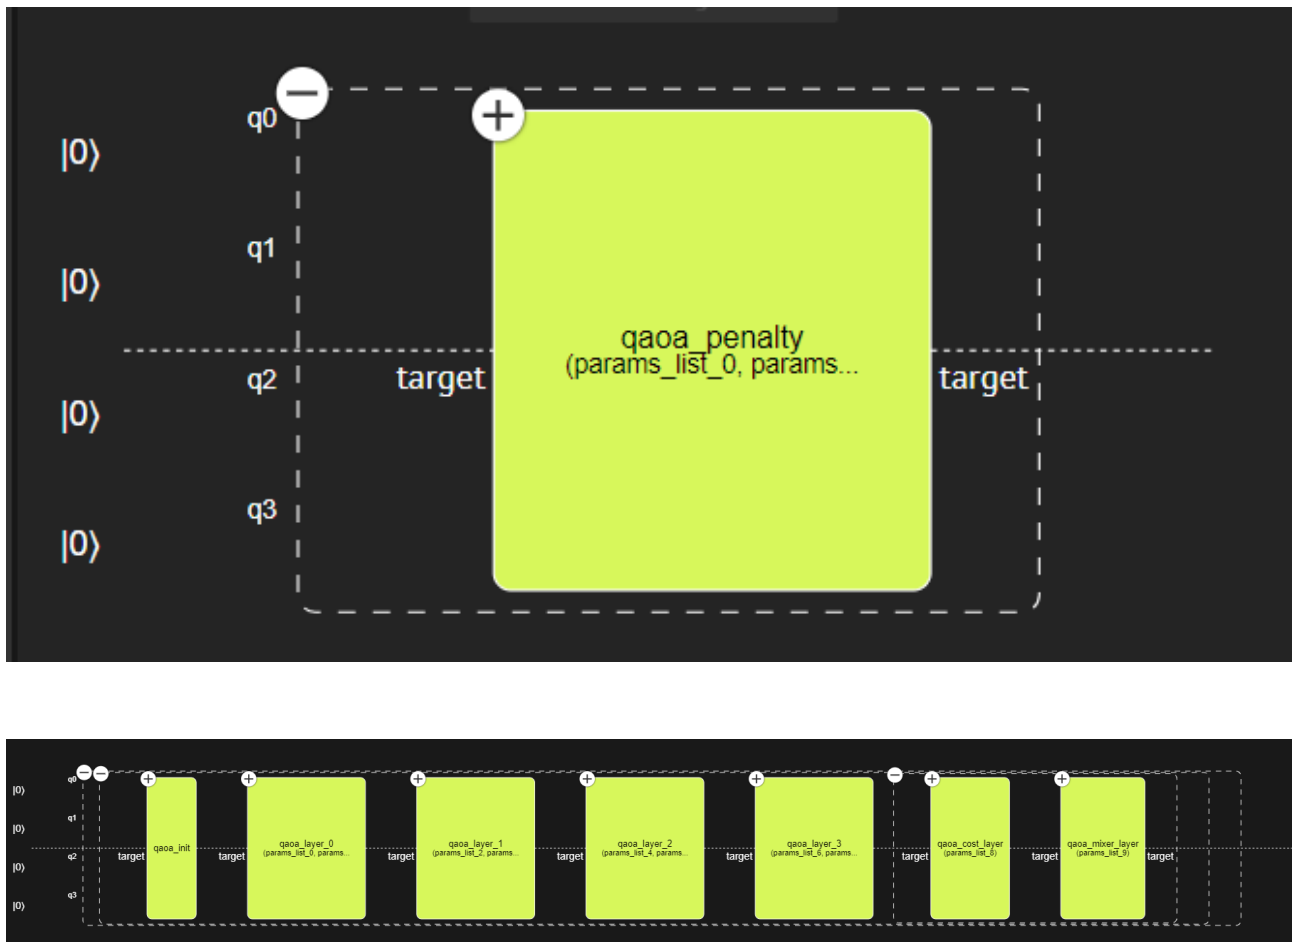 q0
|0⟩
q1
|0⟩
qaoa_penalty
(params_list_0, params...
target
target
q2
|0⟩
q3
|0⟩
q0
|0⟩
q1
|0⟩
q2
|0⟩
q3
|0⟩
target
qaoa_init
target
qaoa_layer_0
(params_list_0, params...
target
qaoa_layer_1
(params_list_2, params...
target
qaoa_layer_2
(params_list_4, params...
target
qaoa_layer_3
(params_list_6, params...
target
qaoa_cost_layer
(params_list_8)
target
qaoa_mixer_layer
(params_list_9)
target